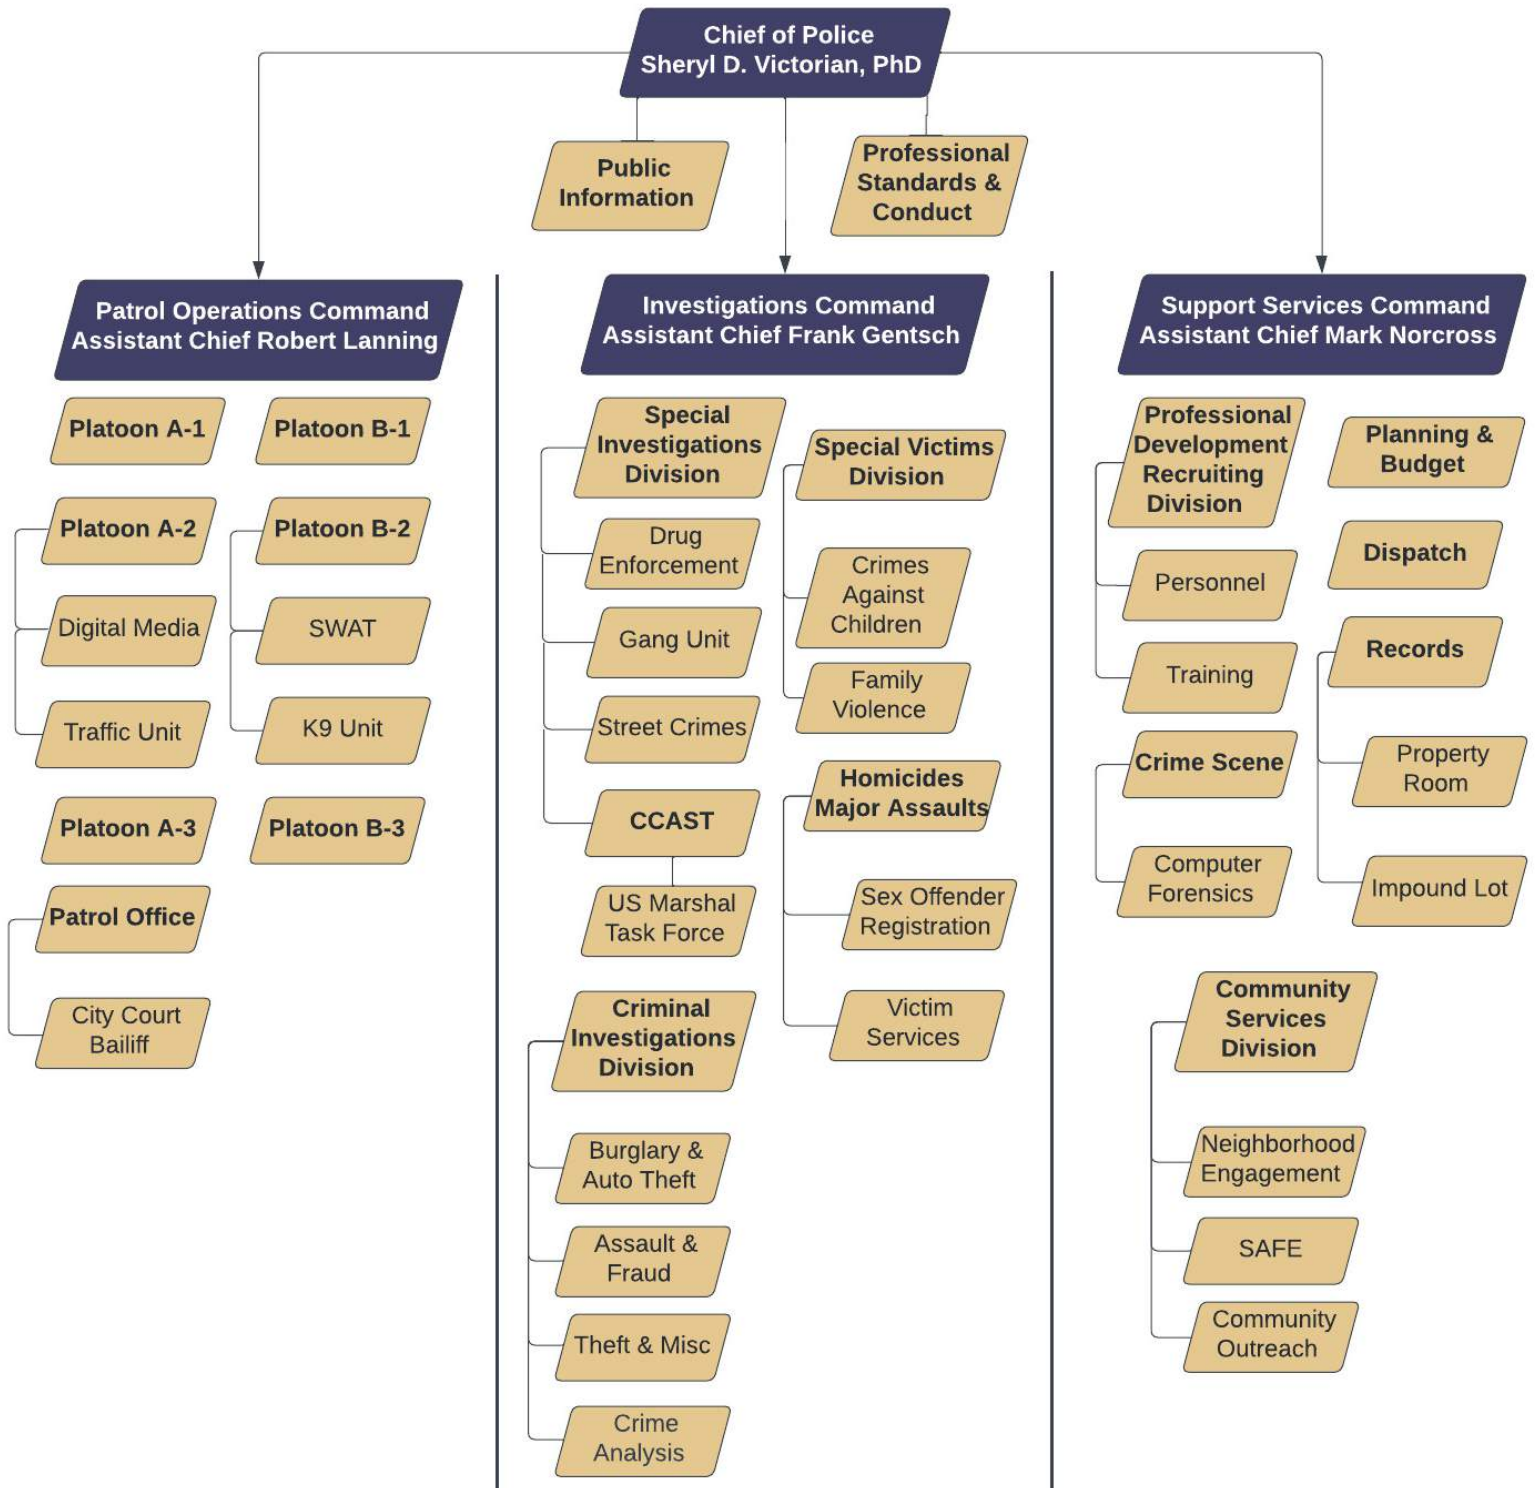 Chief of Police
Sheryl D. Victorian, PhD
Public
Information
Professional
Standards &
Conduct
Patrol Operations Command
Assistant Chief Robert Lanning
Platoon A-1
Platoon B-1
Platoon A-2
Platoon B-2
Digital Media
SWAT
Traffic Unit
K9 Unit
Platoon A-3
Platoon B-3
Patrol Office
City Court
Bailiff
Investigations Command
Assistant Chief Frank Gentsch
Special
Investigations
Division
Drug
Enforcement
Gang Unit
Street Crimes
CCAST
US Marshal
Task Force
Criminal
Investigations
Division
Burglary &
Auto Theft
Assault &
Fraud
Theft & Misc
Crime
Analysis
Special Victims
Division
Crimes
Against
Children
Family
Violence
Homicides
Major Assaults
Sex Offender
Registration
Victim
Services
Support Services Command
Assistant Chief Mark Norcross
Professional
Development
Recruiting
Division
Personnel
Training
Crime Scene
Computer
Forensics
Planning &
Budget
Dispatch
Records
Property
Room
Impound Lot
Community
Services
Division
Neighborhood
Engagement
SAFE
Community
Outreach